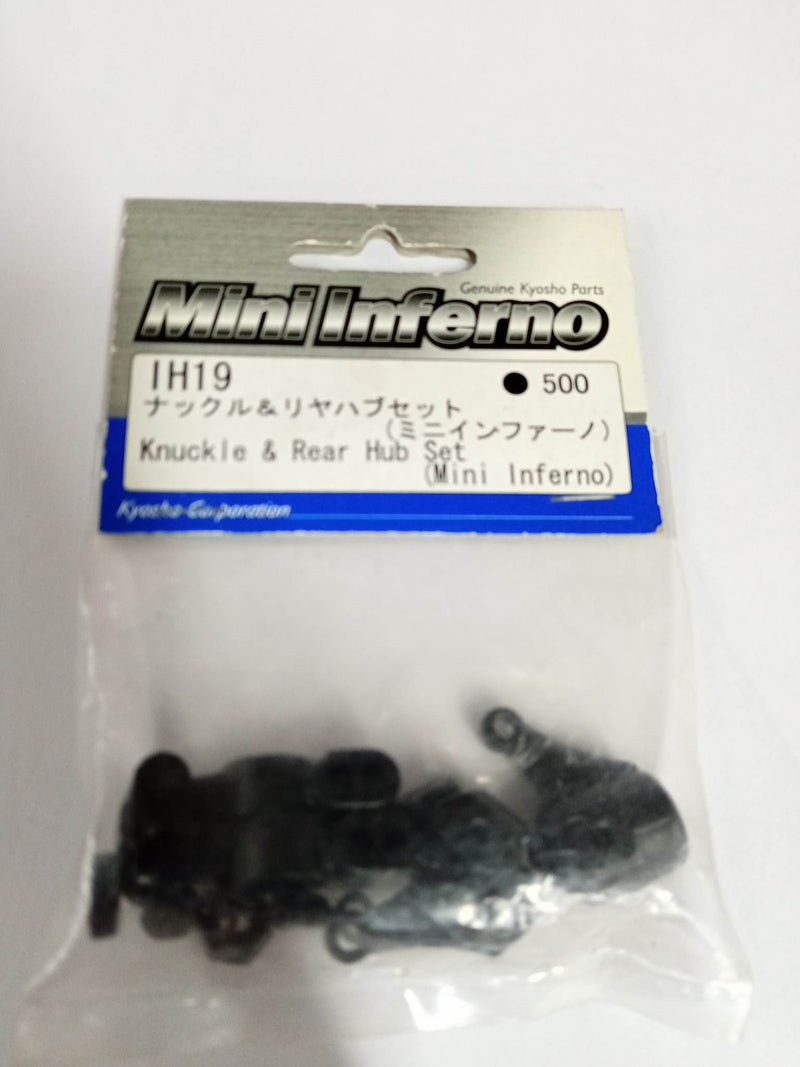 Genuine Kyosho Parts
Mini Inferno
IH19 ● 500
ナックル&リヤハブセット
(ミニインファーノ)
Knuckle & Rear Hub Set
(Mini Inferno)
Kyosho Corporation